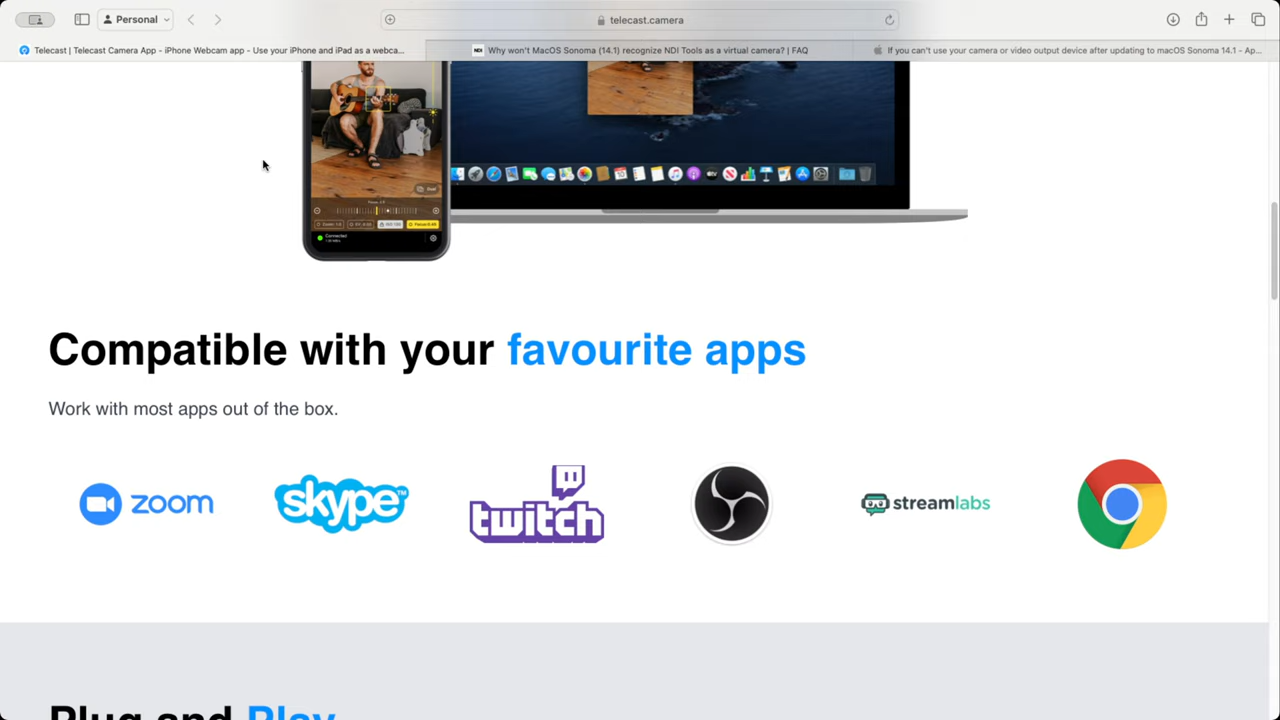 Personal
telecast.camera
Telecast | Telecast Camera App - iPhone Webcam app - Use your iPhone and iPad as a webca...
NDI Why won't MacOS Sonoma (14.1) recognize NDI Tools as a virtual camera? | FAQ
If you can't use your camera or video output device after updating to macOS Sonoma 14.1 - Ap...
Connected
Compatible with your favourite apps
Work with most apps out of the box.
zoom
skype™
twitch
streamlabs
Plug and Play